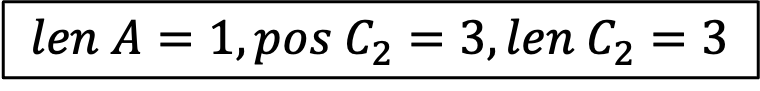 len A = 1, pos C₂ = 3, len C₂ = 3